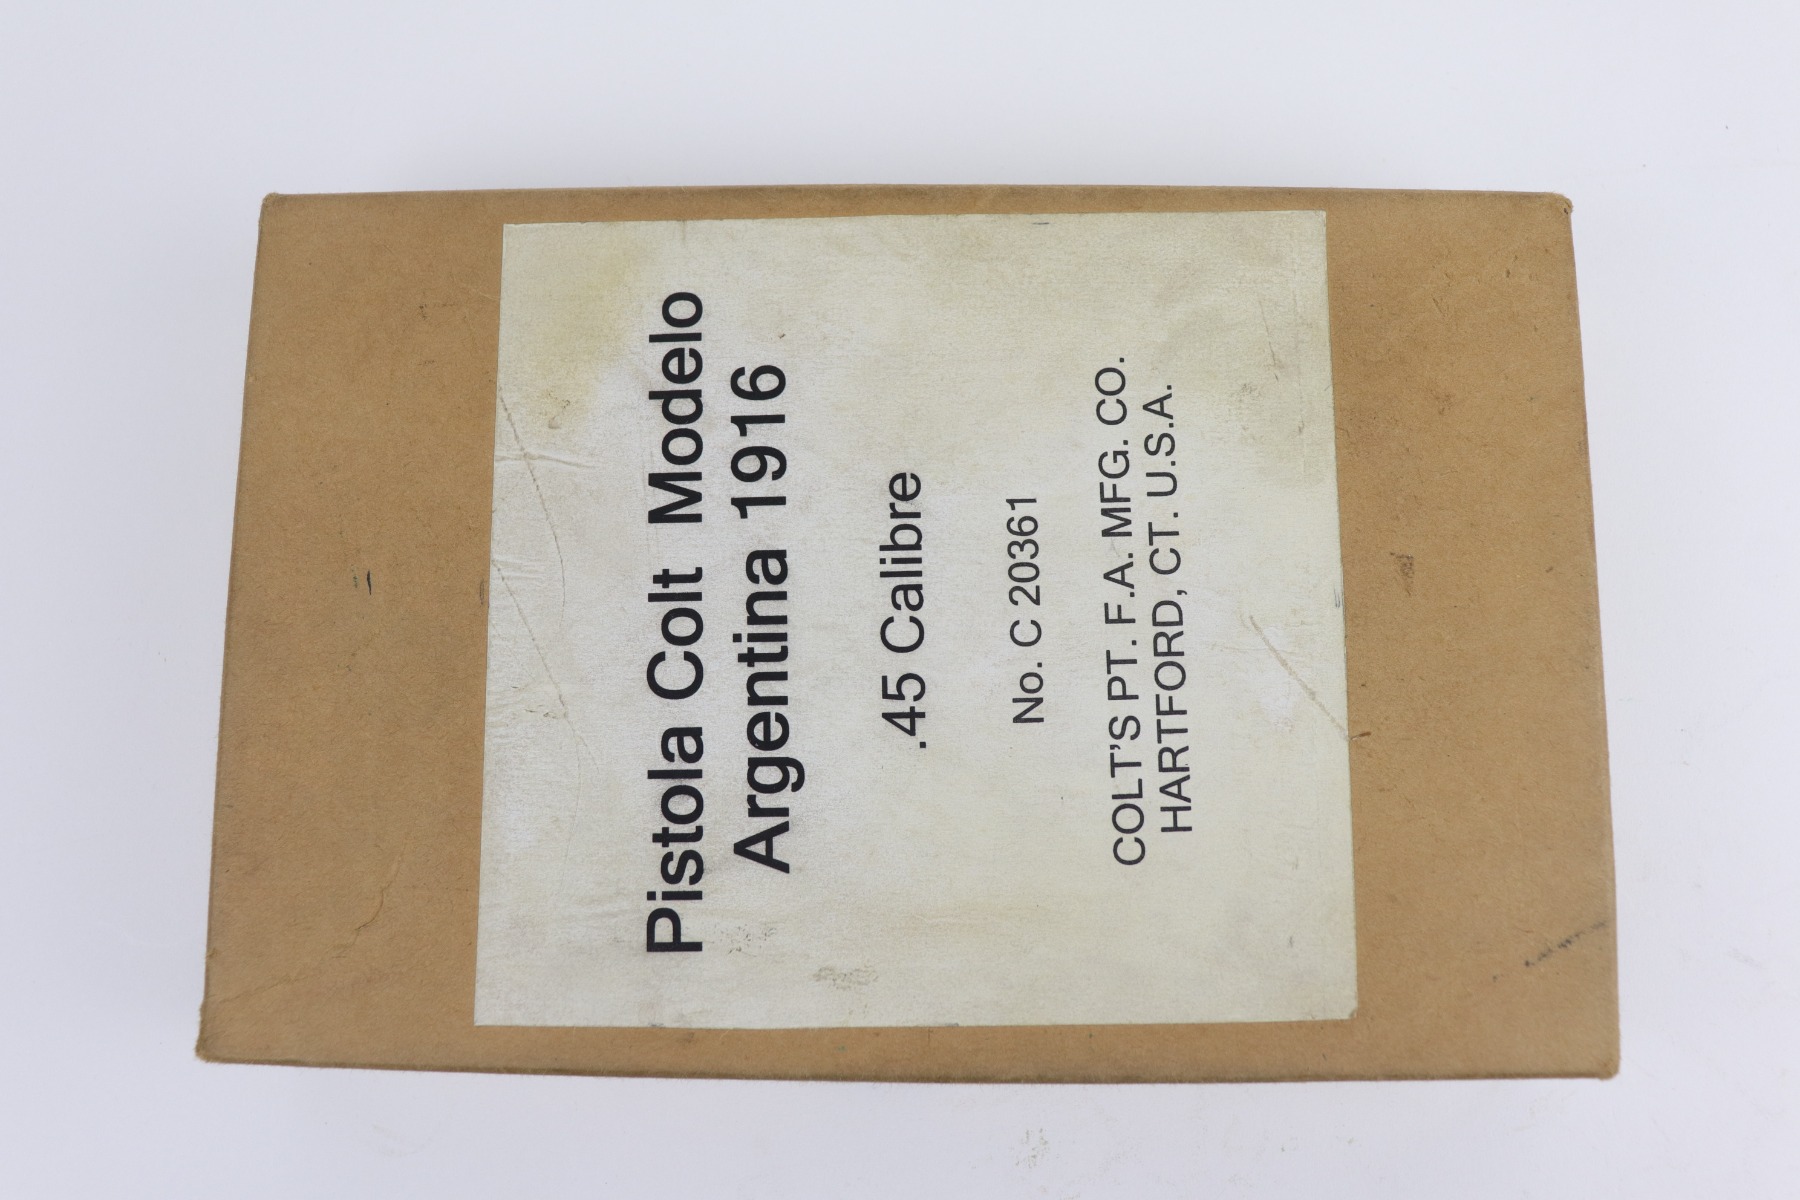 Pistola Colt Modelo
Argentina 1916
.45 Calibre
No. C 20361
COLT'S PT. F.A. MFG. CO.
HARTFORD, CT. U.S.A.